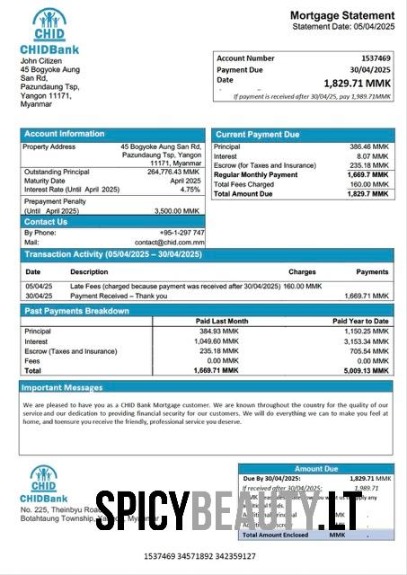 CHID
CHIDBank
John Citizen
45 Bogyoke Aung
San Rd,
Pazundaung Tsp,
Yangon 11171,
Myanmar
Mortgage Statement
Statement Date: 05/04/2025
Account Number 1537469
Payment Due 30/04/2025
Date 1,829.71 MMK
If payment is received after 30/04/25, pay 1,989.71MMK
Account Information
Property Address 45 Bogyoke Aung San Rd,
Pazundaung Tsp, Yangon
11171, Myanmar
Outstanding Principal 264,776.43 MMK
Maturity Date April 2025
Interest Rate (Until April 2025) 4.75%
Prepayment Penalty
(Until April 2025) 3,500.00 MMK
Contact Us
By Phone: +95-1-297 747
Mail: contact@chid.com.mm
Current Payment Due
Principal 386.46 MMK
Interest 8.07 MMK
Escrow (for Taxes and Insurance) 235.18 MMK
Regular Monthly Payment 1,669.7 MMK
Total Fees Charged 160.00 MMK
Total Amount Due 1,829.7 MMK
Transaction Activity (05/04/2025 – 30/04/2025)
Date Description Charges Payments
05/04/25 Late Fees (charged because payment was received after 30/04/2025) 160.00 MMK
30/04/25 Payment Received – Thank you 1,669.71 MMK
Past Payments Breakdown
Paid Last Month Paid Year to Date
Principal 384.93 MMK 1,150.25 MMK
Interest 1,049.60 MMK 3,153.34 MMK
Escrow (Taxes and Insurance) 235.18 MMK 705.54 MMK
Fees 0.00 MMK 0.00 MMK
Total 1,669.71 MMK 5,009.13 MMK
Important Messages
We are pleased to have you as a CHID Bank Mortgage customer. We are known throughout the country for the quality of our
service and our dedication to providing financial security for our customers. We will do everything we can to make you feel at
home, and toensure you receive the friendly, professional service you deserve.
CHID
CHIDBank
No. 225, Theinbyu Road,
Botahtaung Township, Yangon, Myanmar
Amount Due
Due By 30/04/2025: 1,829.71 MMK
If received after 30/04/2025: 1,989.71
Total Amount Enclosed MMK
SPICYBEAUTY.LT
1537469 34571892 342359127